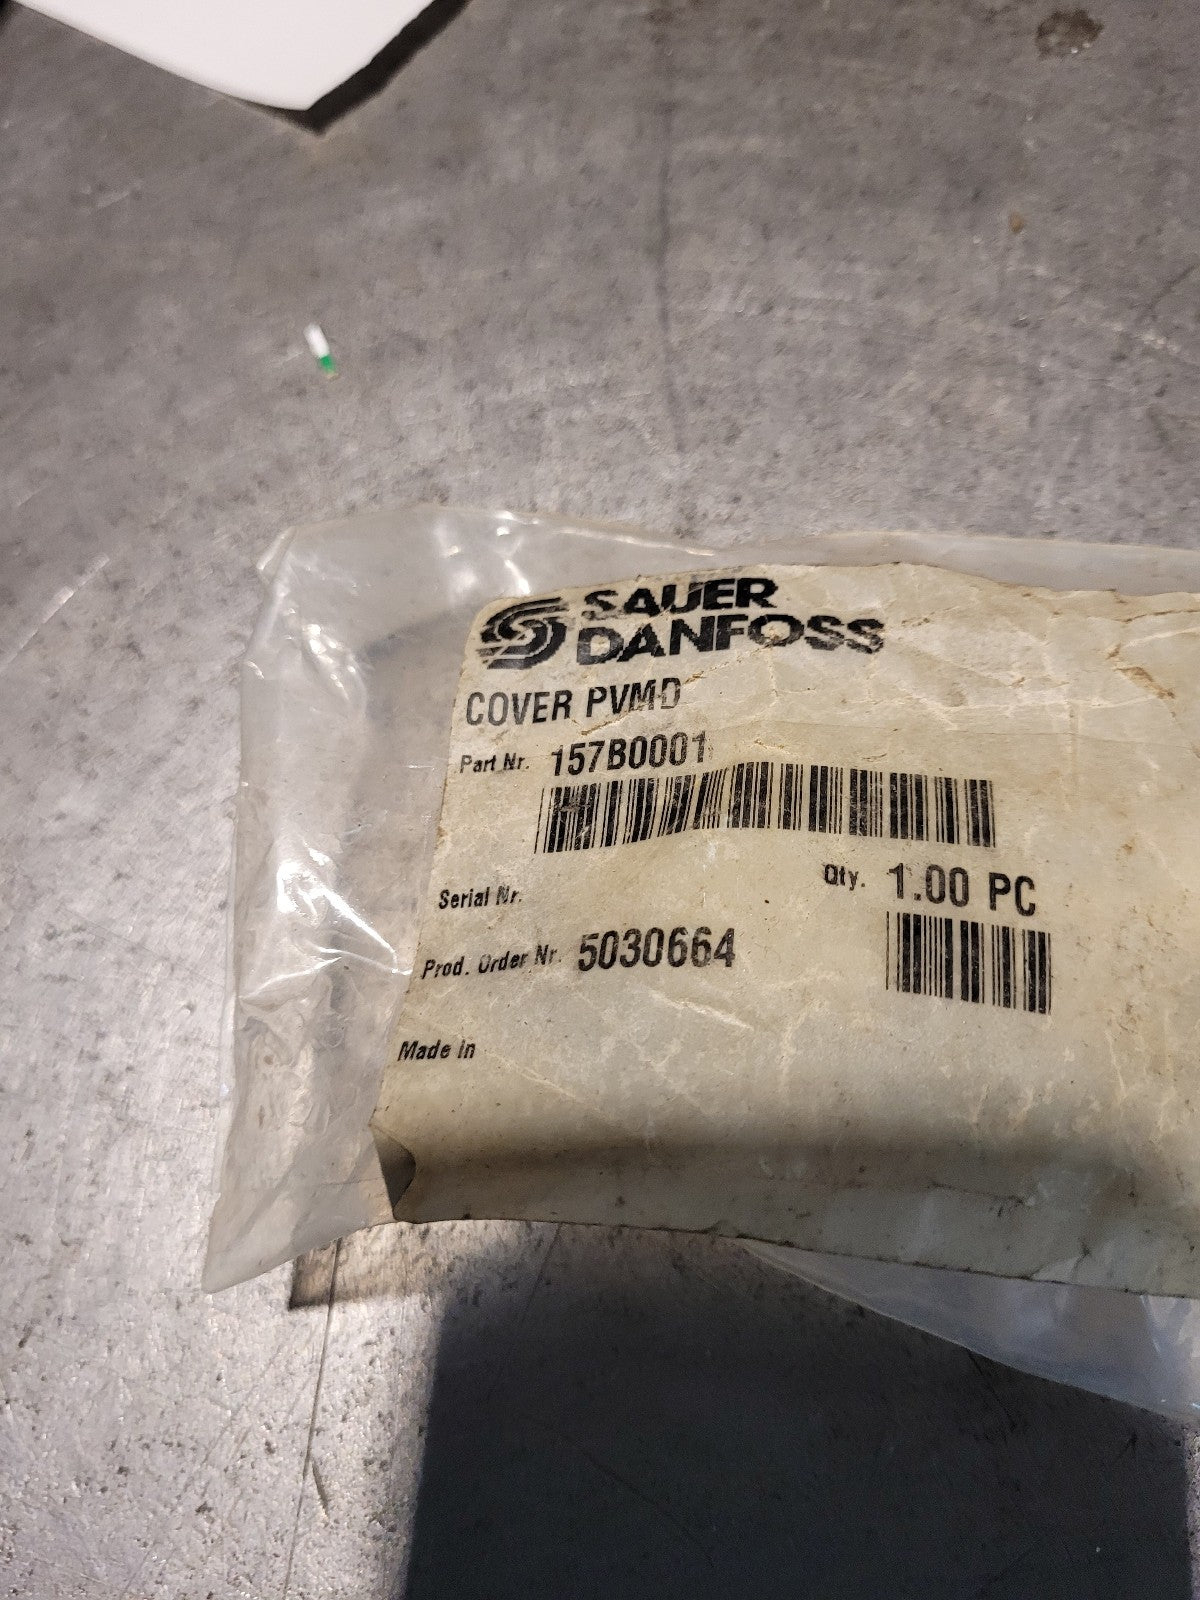 SAUER
DANFOSS
COVER PVMD
Part Nr. 157B0001
Qty. 1.00 PC
Serial Nr.
Prod. Order Nr. 5030664
Made in